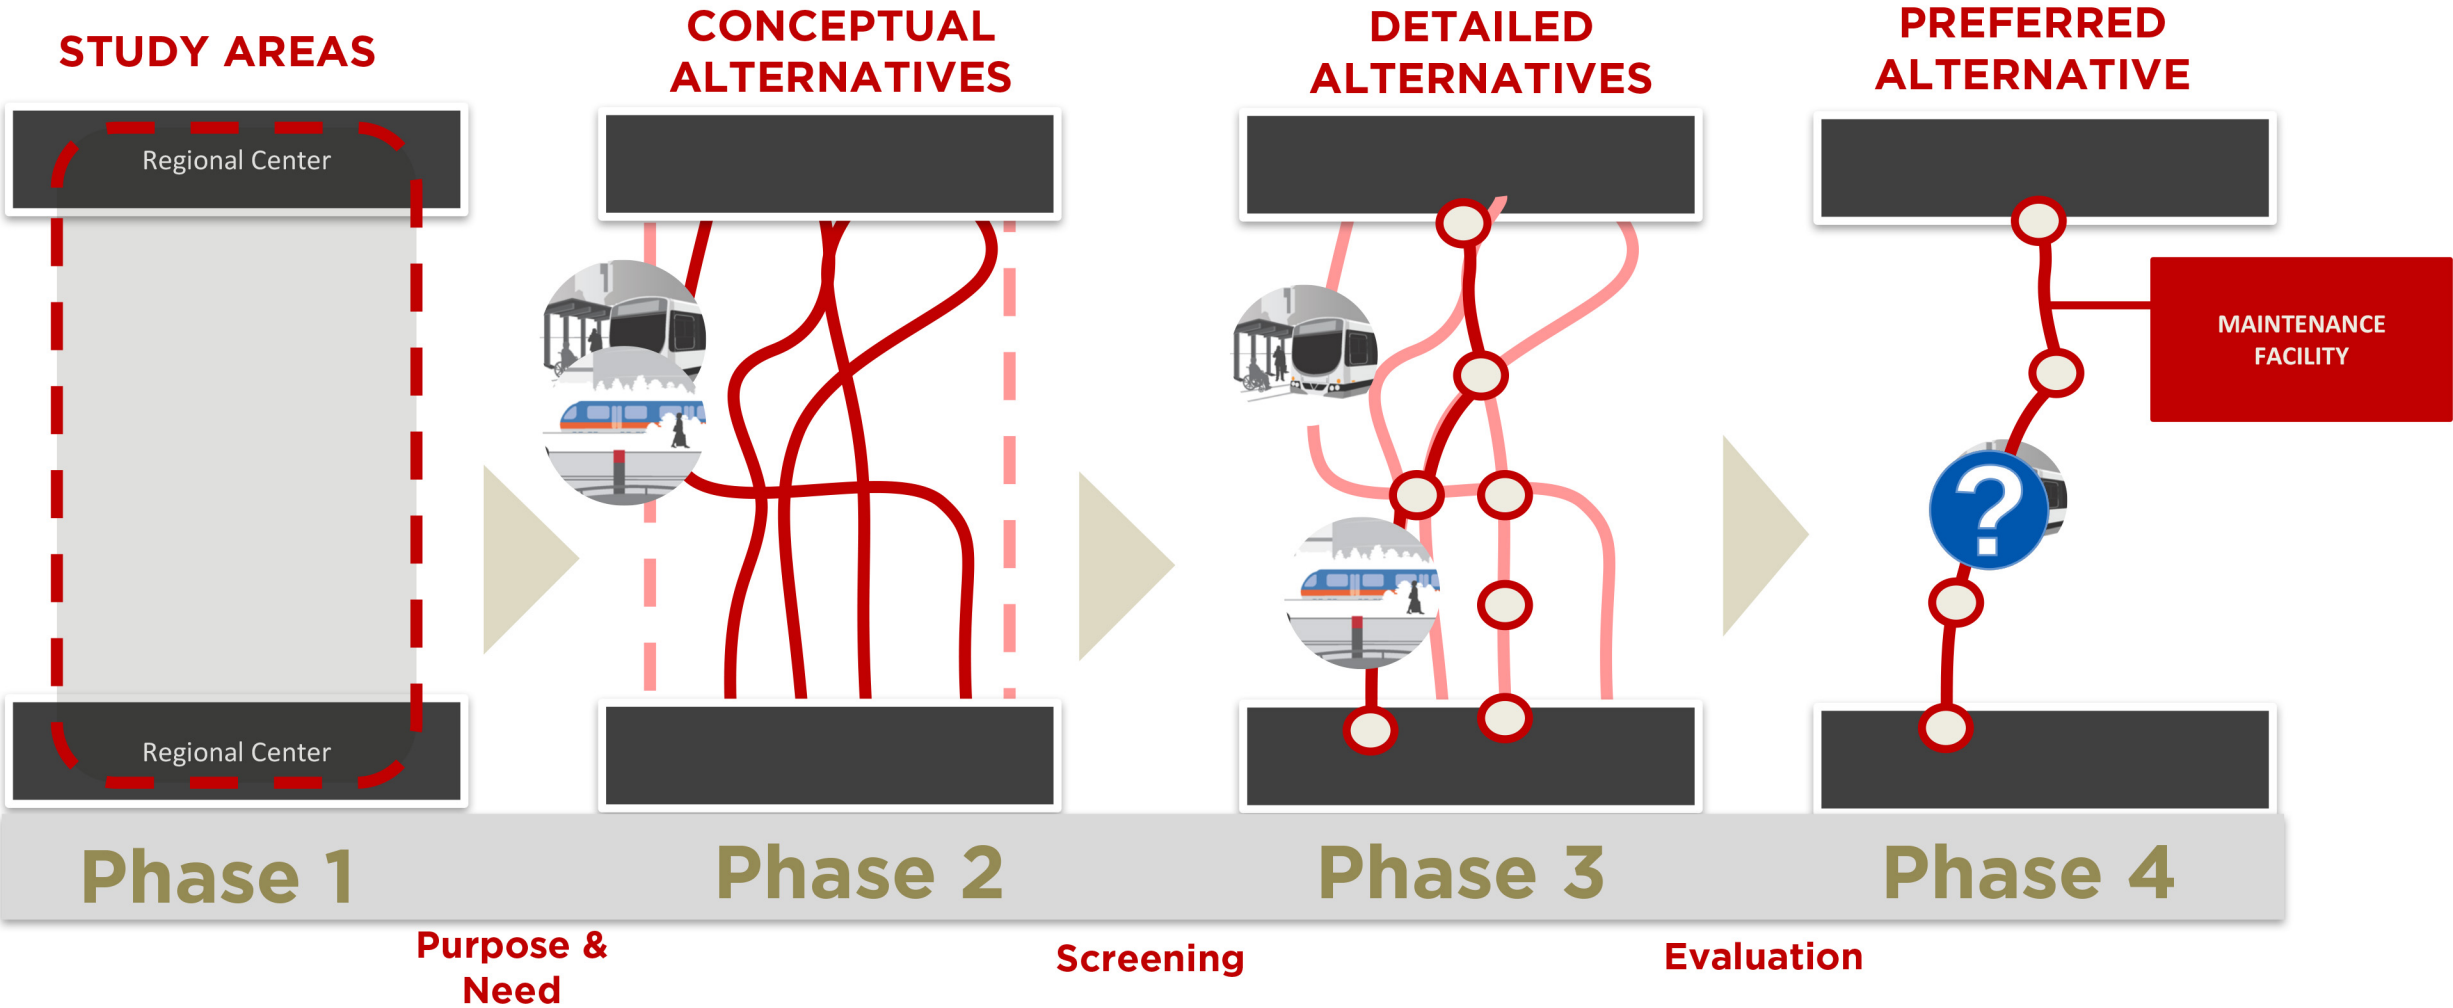 STUDY AREAS
CONCEPTUAL
ALTERNATIVES
DETAILED
ALTERNATIVES
PREFERRED
ALTERNATIVE
Regional Center
MAINTENANCE
FACILITY
?
Regional Center
Phase 1
Phase 2
Phase 3
Phase 4
Purpose &
Need
Screening
Evaluation